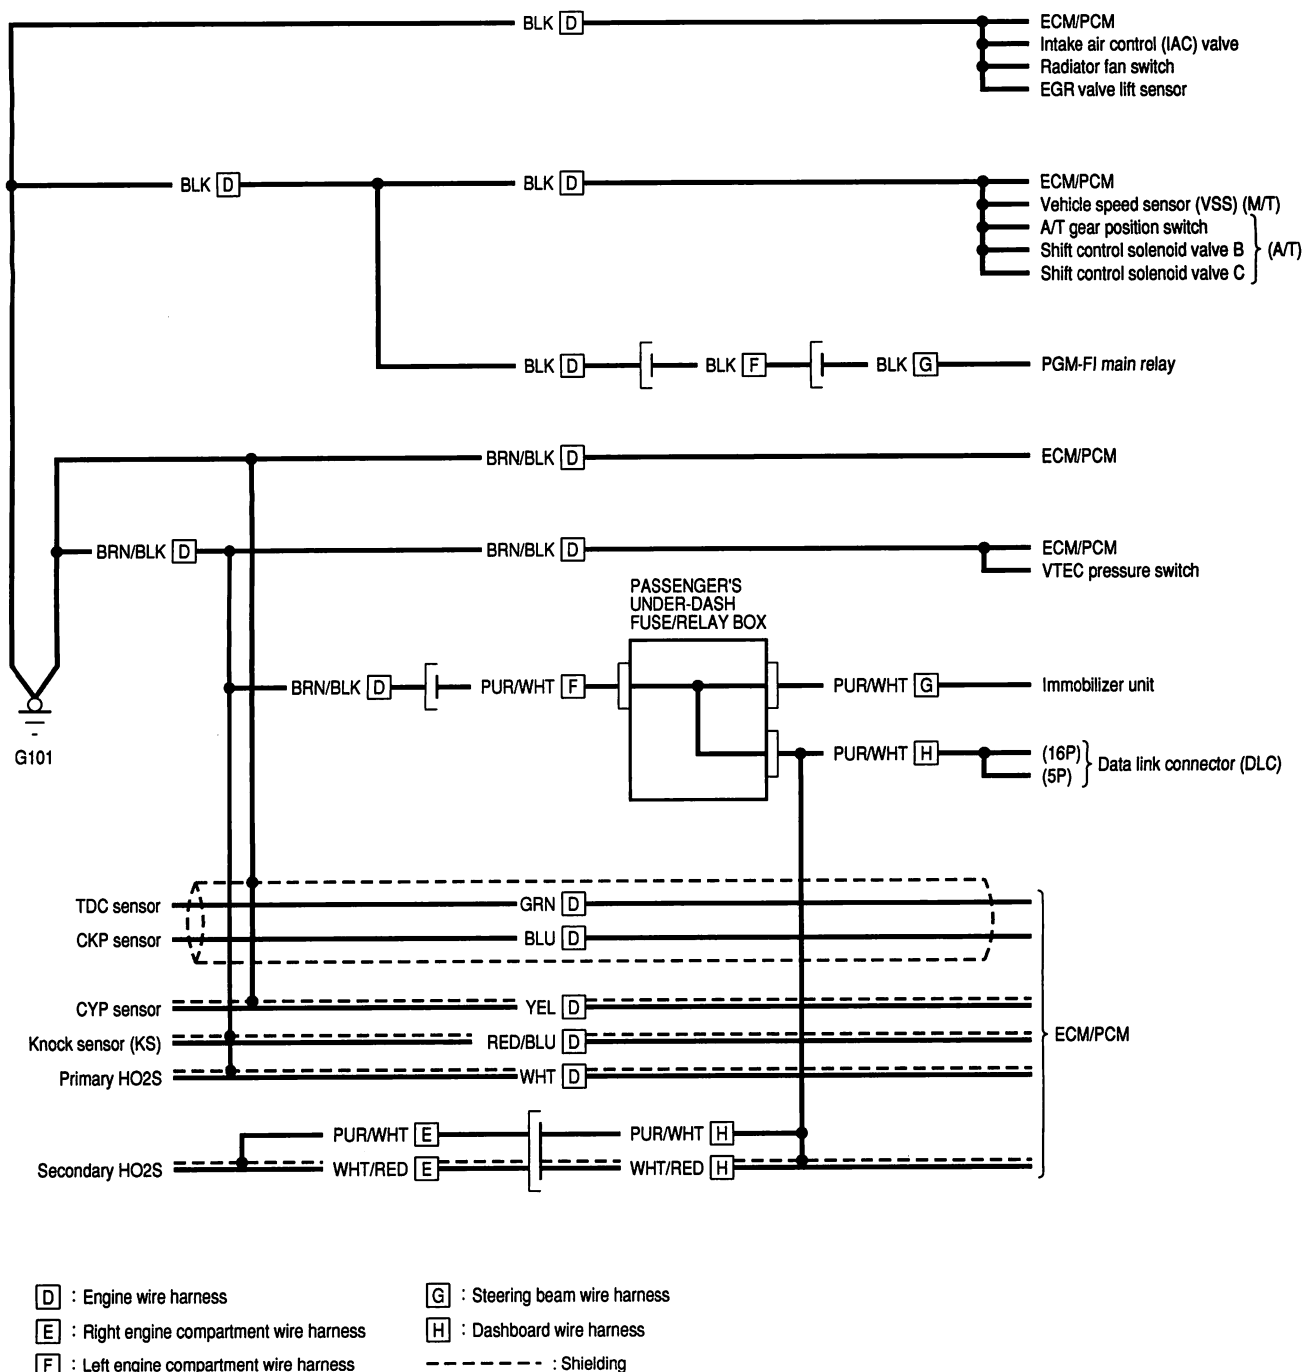 BLK D
ECM/PCM
Intake air control (IAC) valve
Radiator fan switch
EGR valve lift sensor
BLK D
BLK D
ECM/PCM
Vehicle speed sensor (VSS) (M/T)
A/T gear position switch
Shift control solenoid valve B
(A/T)
Shift control solenoid valve C
BLK D
BLK F
BLK G
PGM-FI main relay
BRN/BLK D
ECM/PCM
BRN/BLK D
BRN/BLK D
ECM/PCM
VTEC pressure switch
PASSENGER'S
UNDER-DASH
FUSE/RELAY BOX
BRN/BLK D
PUR/WHT F
PUR/WHT G
Immobilizer unit
G101
PUR/WHT H
(16P)
(5P)
Data link connector (DLC)
TDC sensor
GRN D
CKP sensor
BLU D
CYP sensor
YEL D
Knock sensor (KS)
RED/BLU D
ECM/PCM
Primary HO2S
WHT D
PUR/WHT E
PUR/WHT H
Secondary HO2S
WHT/RED E
WHT/RED H
D : Engine wire harness
E : Right engine compartment wire harness
F : Left engine compartment wire harness
G : Steering beam wire harness
H : Dashboard wire harness
: Shielding